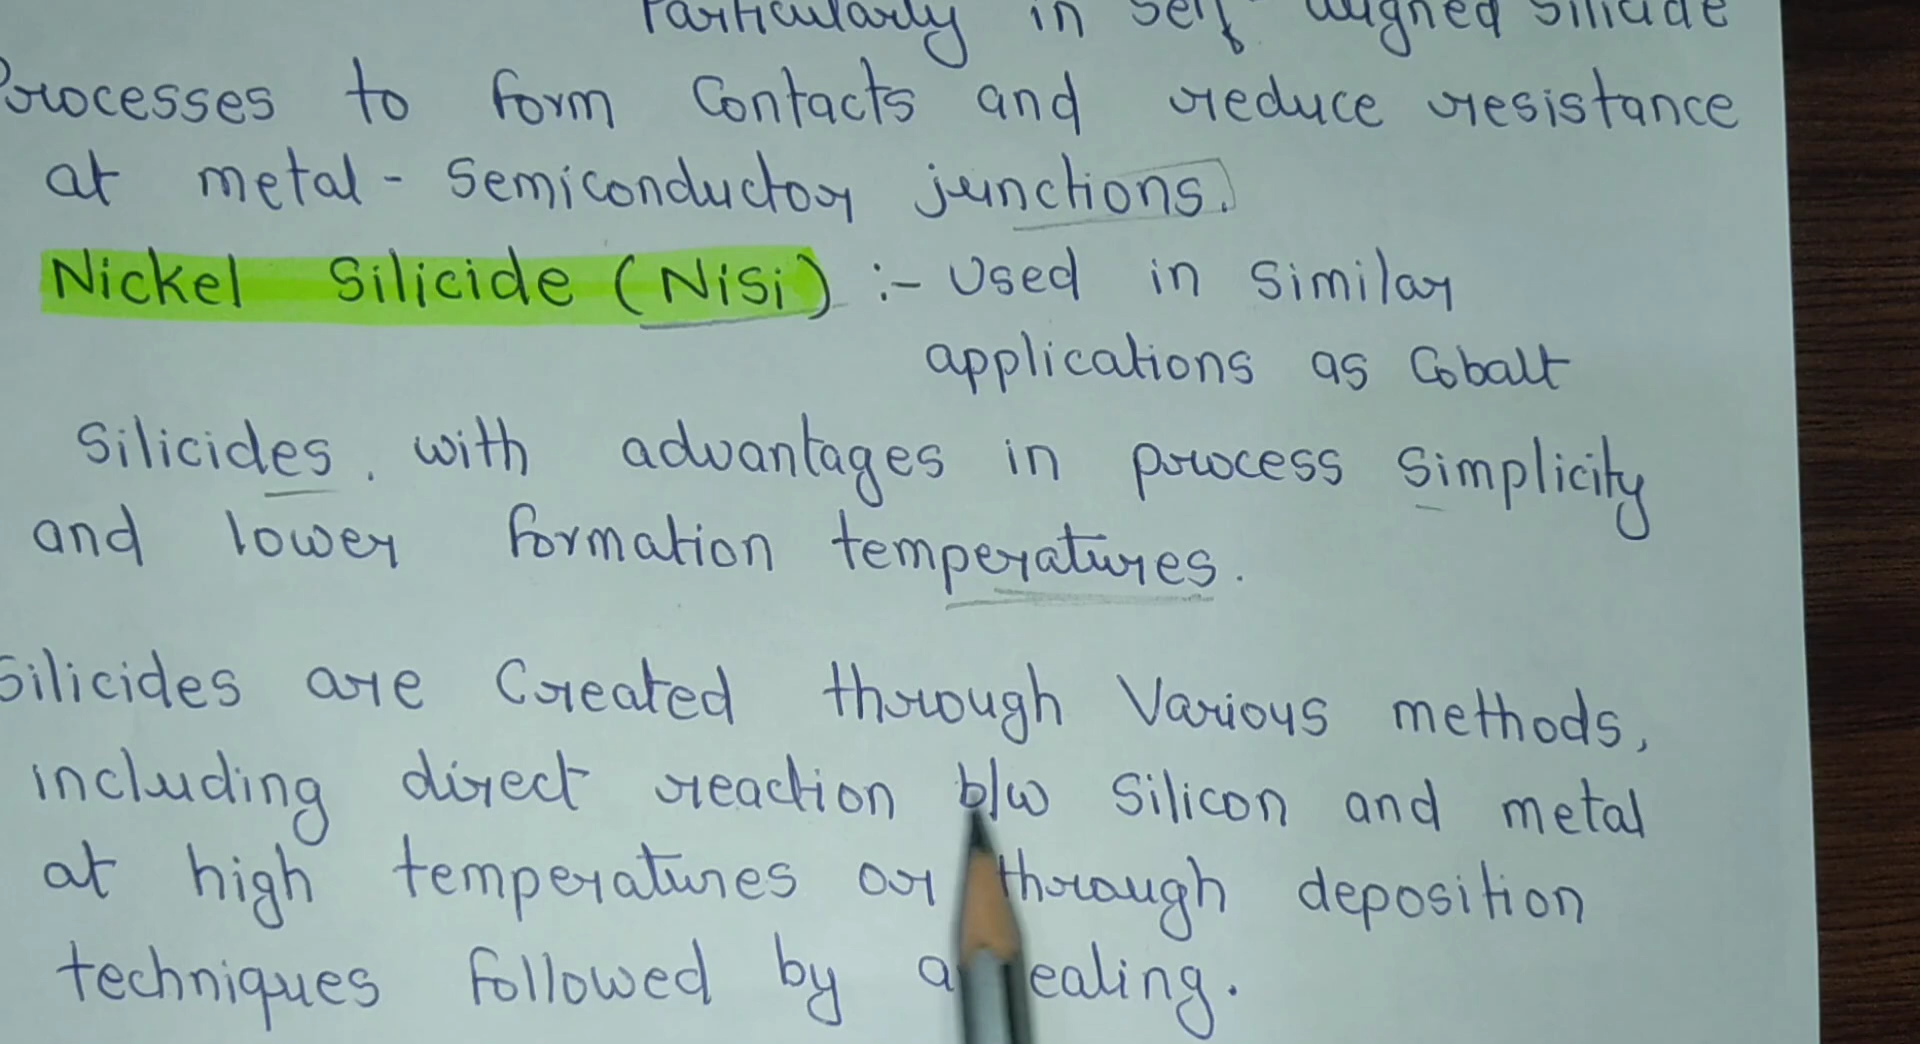 Particularly in Self-aligned Silicide
Processes to form Contacts and reduce resistance
at metal-Semiconductor junctions.
Nickel Silicide (NiSi) :- Used in Similar
applications as Cobalt
Silicides, with advantages in process Simplicity
and lower formation temperatures.
Silicides are Created through Various methods,
including direct reaction b/w Silicon and metal
at high temperatures or through deposition
techniques followed by